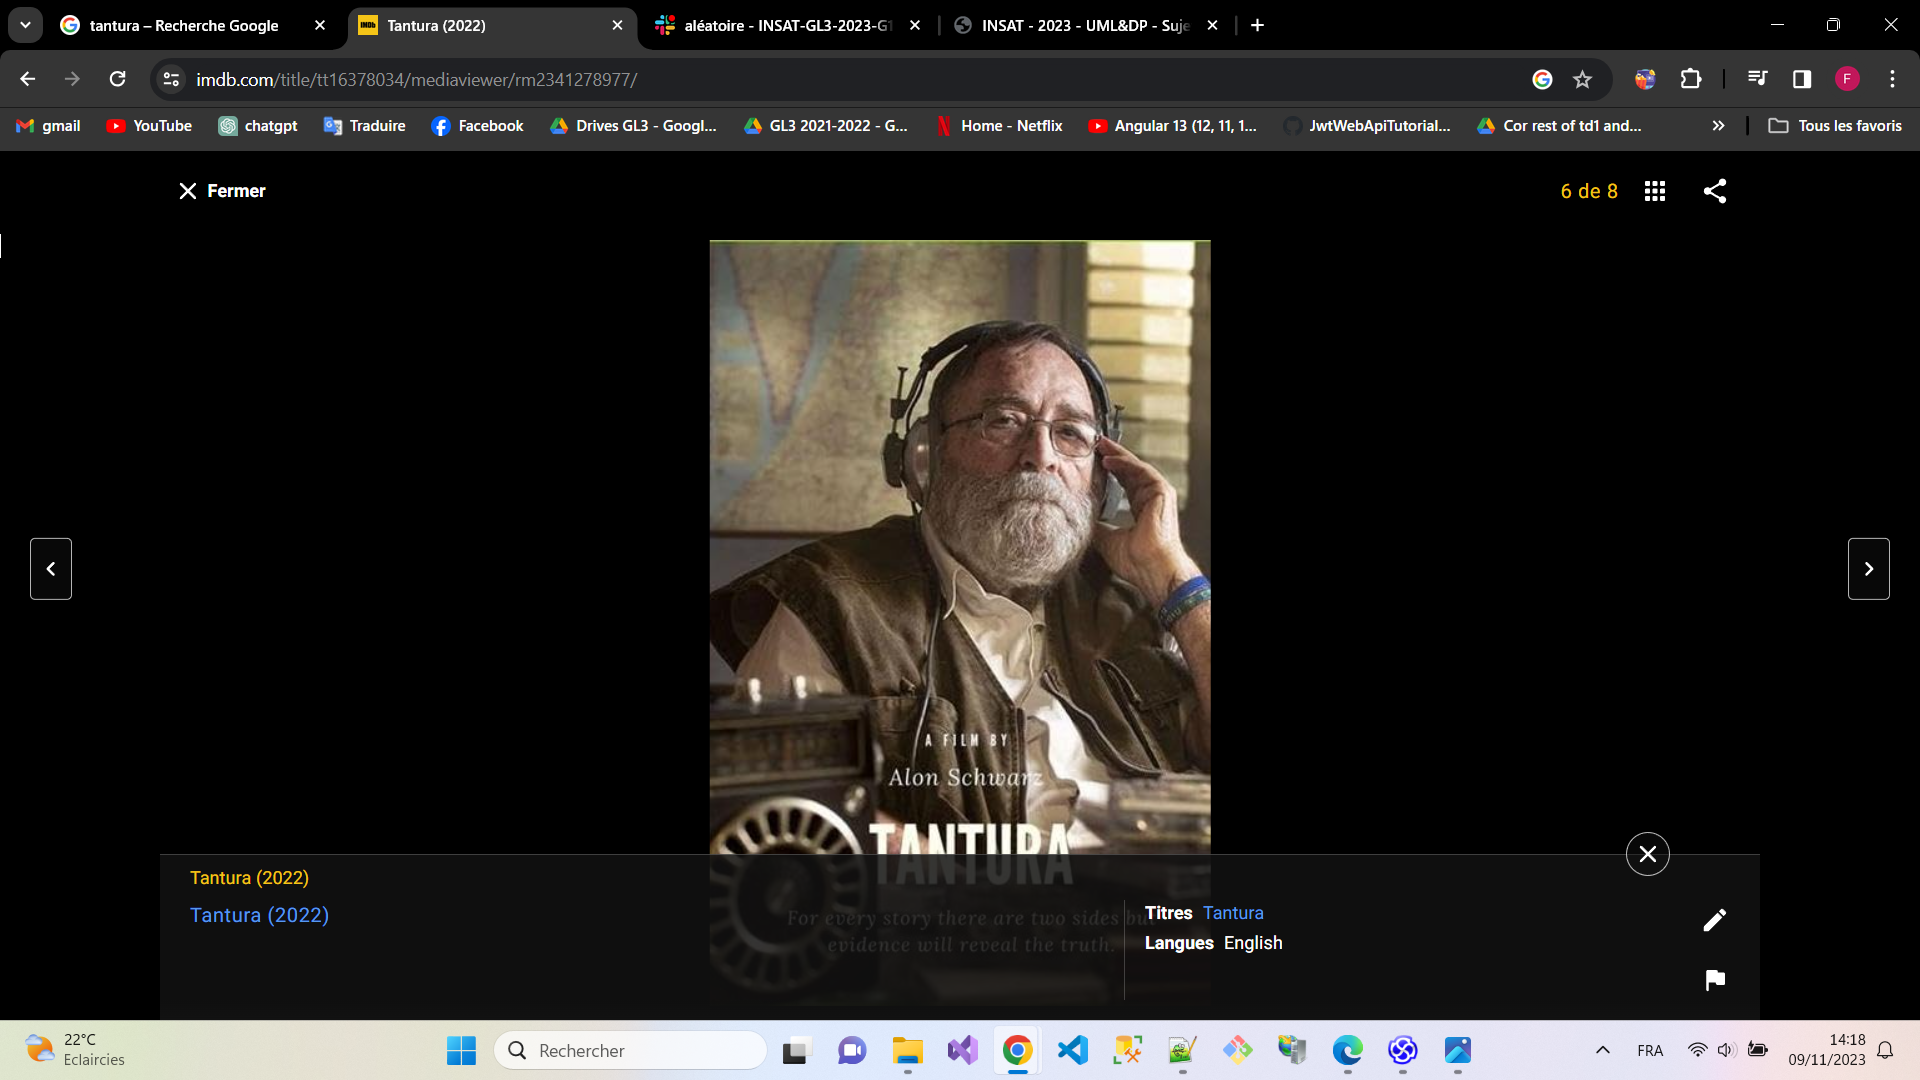 tantura – Recherche Google
Tantura (2022)
aléatoire - INSAT-GL3-2023-G1
INSAT - 2023 - UML&DP - Suje
imdb.com/title/tt16378034/mediaviewer/rm2341278977/
F
gmail
YouTube
chatgpt
Traduire
Facebook
Drives GL3 - Googl...
GL3 2021-2022 - G...
Home - Netflix
Angular 13 (12, 11, 1...
JwtWebApiTutorial...
Cor rest of td1 and...
Tous les favoris
Fermer
6 de 8
A FILM BY
Alon Schwarz
TANTURA
For every story there are two sides but
evidence will reveal the truth.
Tantura (2022)
Tantura (2022)
Titres Tantura
Langues English
22°C
Eclaircies
Rechercher
FRA
14:18
09/11/2023